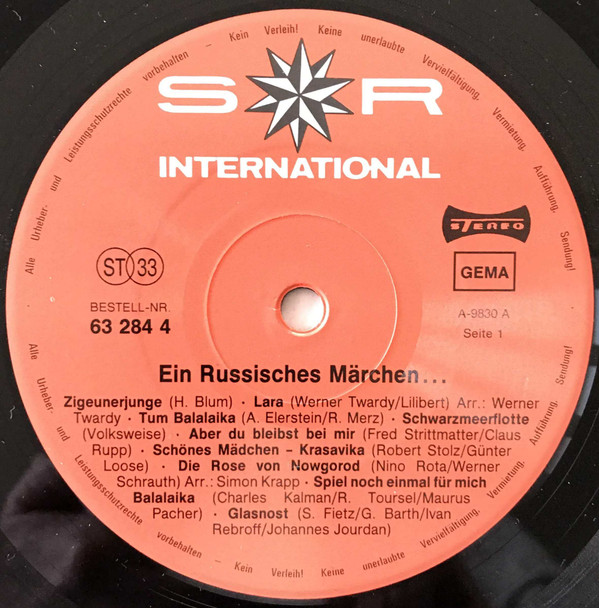 Alle Urheber- und Leistungsschutzrechte vorbehalten - Kein Verleih! Keine unerlaubte Vervielfältigung, Vermietung, Aufführung, Sendung!
S R
INTERNATIONAL
STEREO
ST 33
GEMA
BESTELL-NR.
63 284 4
A-9830 A
Seite 1
Ein Russisches Märchen...
Zigeunerjunge (H. Blum) · Lara (Werner Twardy/Lilibert) Arr.: Werner
Twardy · Tum Balalaika (A. Elerstein/R. Merz) · Schwarzmeerflotte
(Volksweise) · Aber du bleibst bei mir (Fred Strittmatter/Claus
Rupp) · Schönes Mädchen – Krasavika (Robert Stolz/Günter
Loose) · Die Rose von Nowgorod (Nino Rota/Werner
Schrauth) Arr.: Simon Krapp · Spiel noch einmal für mich
Balalaika (Charles Kalman/R. Toursel/Maurus
Pacher) · Glasnost (S. Fietz/G. Barth/Ivan
Rebroff/Johannes Jourdan)
Alle Urheber- und Leistungsschutzrechte vorbehalten - Kein Verleih! Keine unerlaubte Vervielfältigung, Vermietung, Aufführung, Sendung!